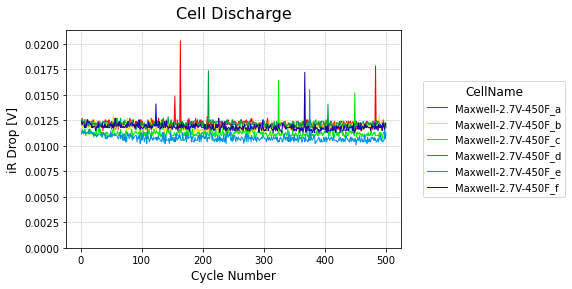 Cell Discharge
0.0200
0.0175
0.0150
0.0125
0.0100
0.0075
0.0050
0.0025
0.0000
iR Drop [V]
0
100
200
300
400
500
Cycle Number
CellName
Maxwell-2.7V-450F_a
Maxwell-2.7V-450F_b
Maxwell-2.7V-450F_c
Maxwell-2.7V-450F_d
Maxwell-2.7V-450F_e
Maxwell-2.7V-450F_f